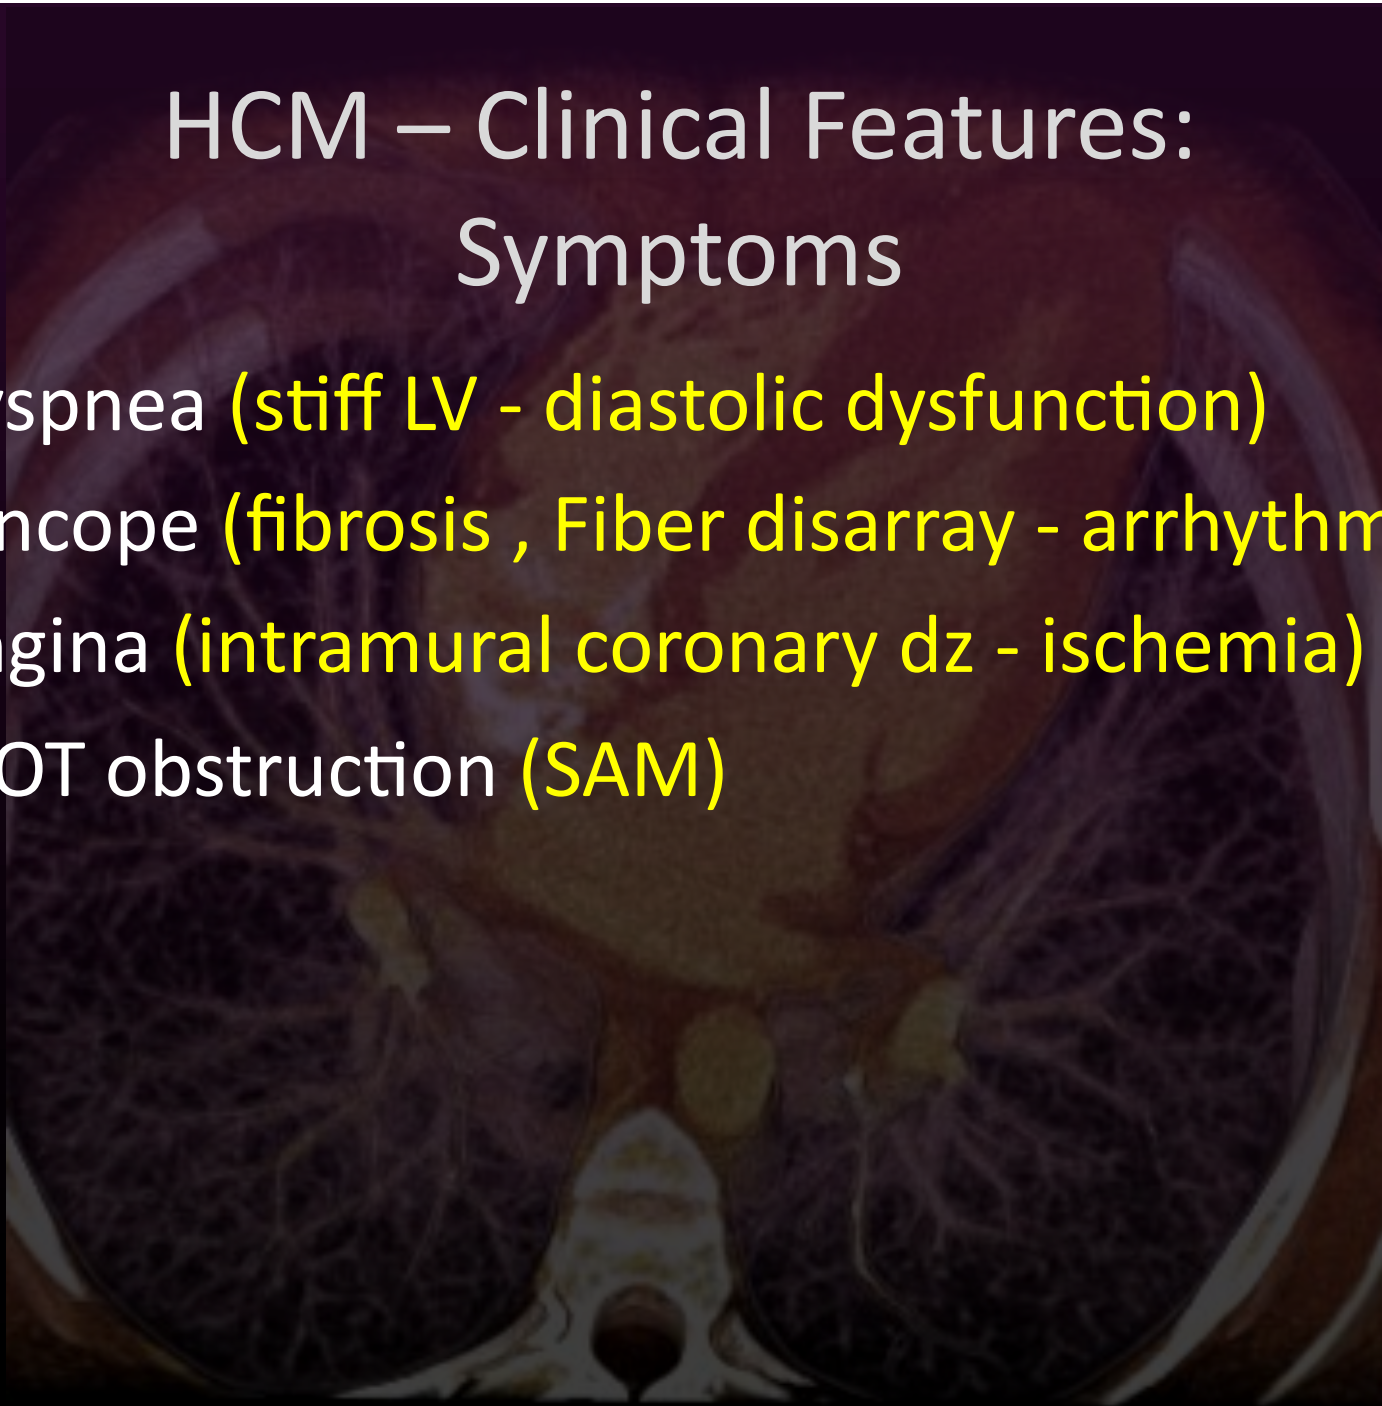 HCM – Clinical Features:
Symptoms
yspnea (stiff LV - diastolic dysfunction)
ncope (fibrosis , Fiber disarray - arrhythm
gina (intramural coronary dz - ischemia)
OT obstruction (SAM)